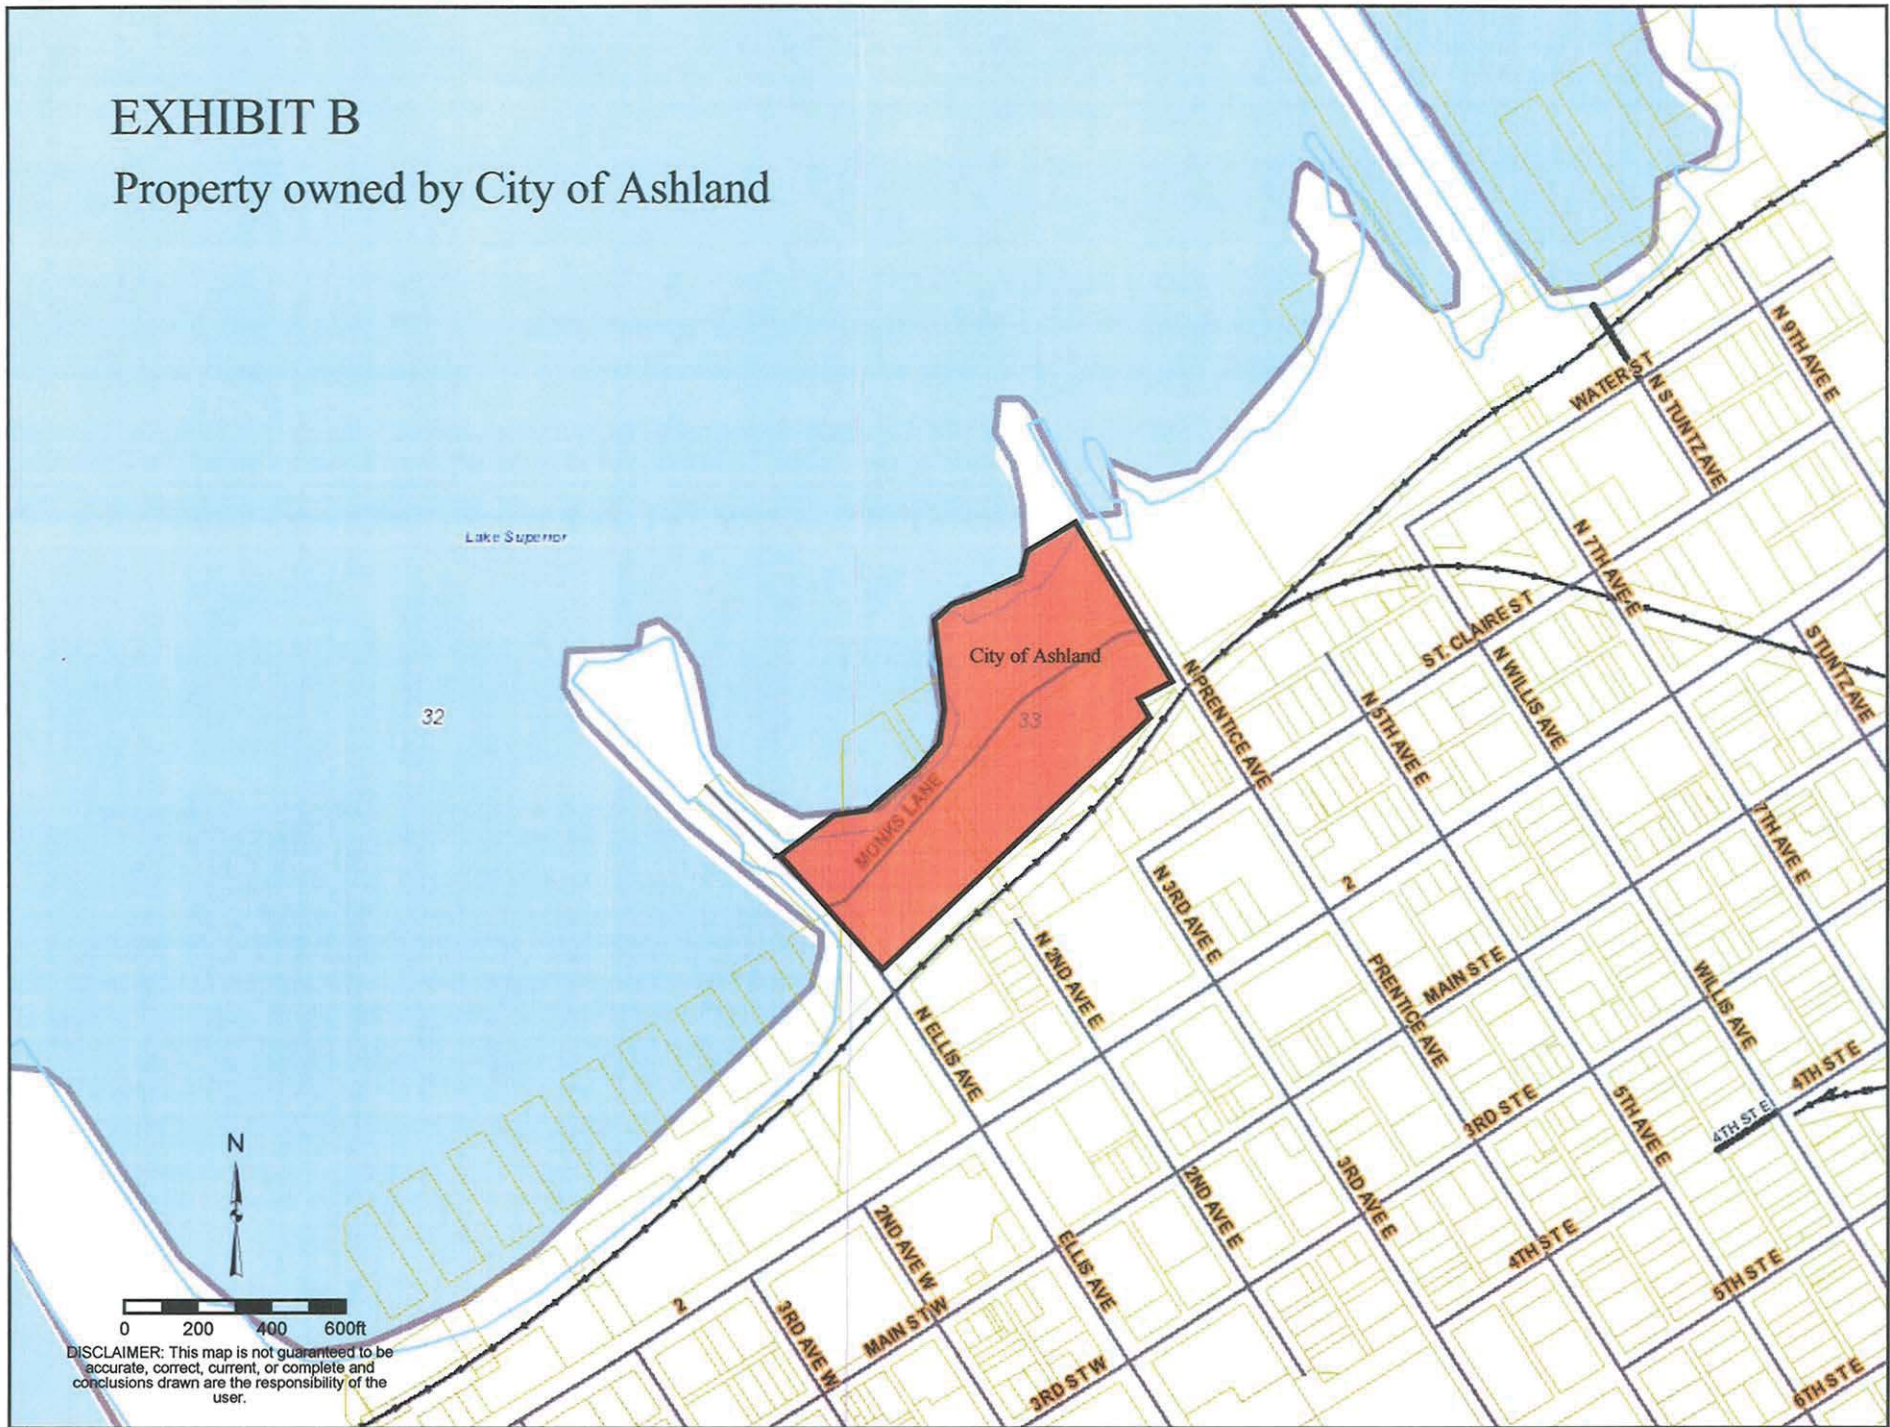 EXHIBIT B
Property owned by City of Ashland
N 9TH AVE E
WATER ST
N STUNTZ AVE
Lake Superior
N 7TH AVE E
ST. CLAIRE ST
City of Ashland
N WILLIS AVE
STUNTZ AVE
N PRENTICE AVE
32
33
N 5TH AVE E
MONKS LANE
7TH AVE E
2
N 3RD AVE E
N 2ND AVE E
PRENTICE AVE
MAIN ST E
WILLIS AVE
N ELLIS AVE
4TH ST E
4TH ST E
3RD ST E
5TH AVE E
N
2ND AVE E
3RD AVE E
2ND AVE W
ELLIS AVE
4TH ST E
5TH ST E
2
3RD AVE W
MAIN ST W
3RD ST W
6TH ST E
0 200 400 600ft
DISCLAIMER: This map is not guaranteed to be
accurate, correct, current, or complete and
conclusions drawn are the responsibility of the
user.